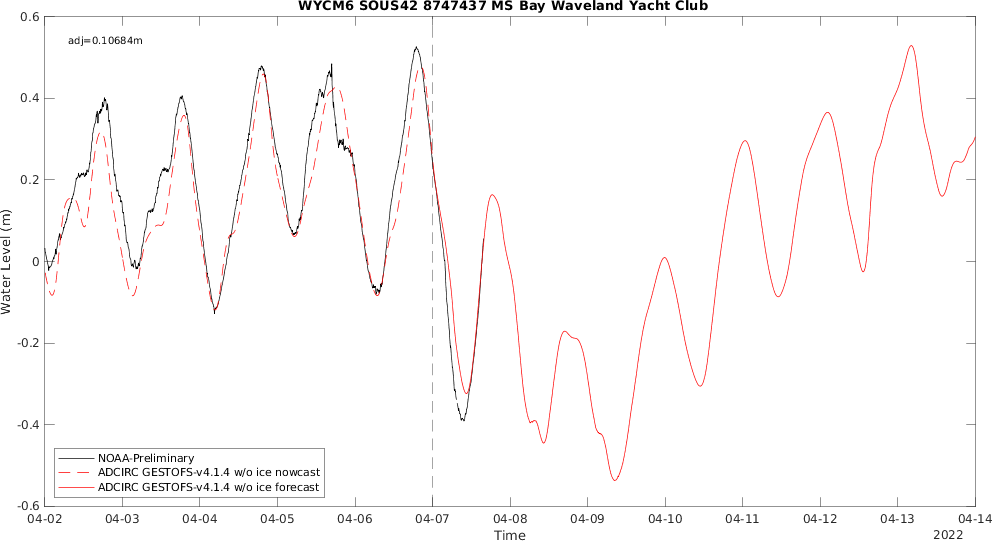 WYCM6 SOUS42 8747437 MS Bay Waveland Yacht Club
adj=0.10684m
0.6
0.4
0.2
0
-0.2
-0.4
-0.6
Water Level (m)
NOAA-Preliminary
ADCIRC GESTOFS-v4.1.4 w/o ice nowcast
ADCIRC GESTOFS-v4.1.4 w/o ice forecast
04-02 04-03 04-04 04-05 04-06 04-07 04-08 04-09 04-10 04-11 04-12 04-13 04-14
Time
2022